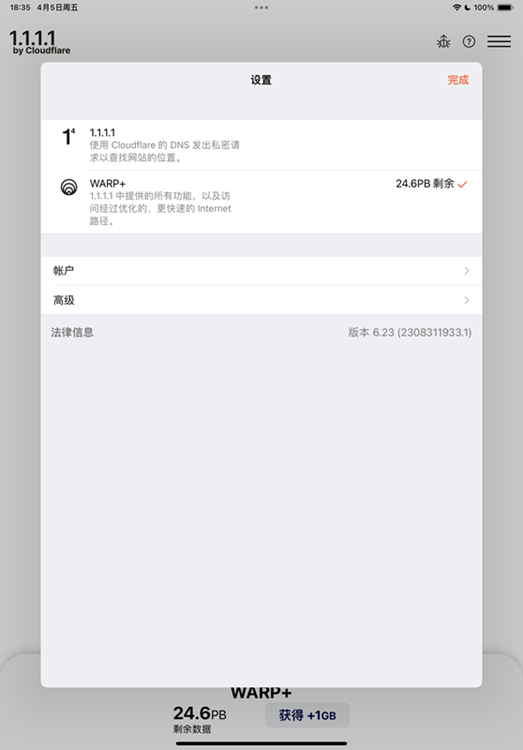 18:35 4月5日周五
100%
1.1.1.1
by Cloudflare
设置
完成
1.1.1.1
使用 Cloudflare 的 DNS 发出私密请
求以查找网站的位置。
WARP+
24.6PB 剩余
1.1.1.1 中提供的所有功能，以及访
问经过优化的、更快速的 Internet
路径。
帐户
高级
法律信息
版本 6.23 (2308311933.1)
WARP+
24.6PB
获得 +1GB
剩余数据